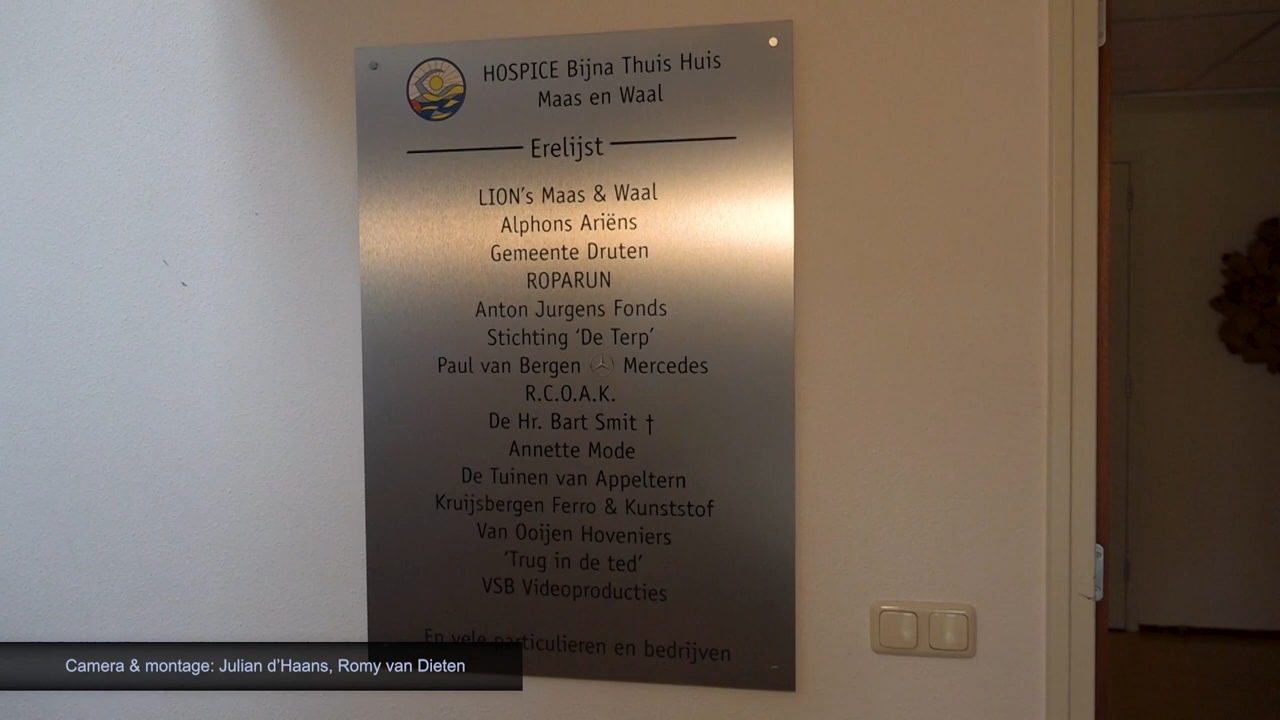 HOSPICE Bijna Thuis Huis
Maas en Waal
Erelijst
LION's Maas & Waal
Alphons Ariëns
Gemeente Druten
ROPARUN
Anton Jurgens Fonds
Stichting ‘De Terp’
Paul van Bergen Mercedes
R.C.O.A.K.
De Hr. Bart Smit †
Annette Mode
De Tuinen van Appeltern
Kruijsbergen Ferro & Kunststof
Van Ooijen Hoveniers
‘Trug in de ted’
VSB Videoproducties
En vele particulieren en bedrijven
Camera & montage: Julian d’Haans, Romy van Dieten